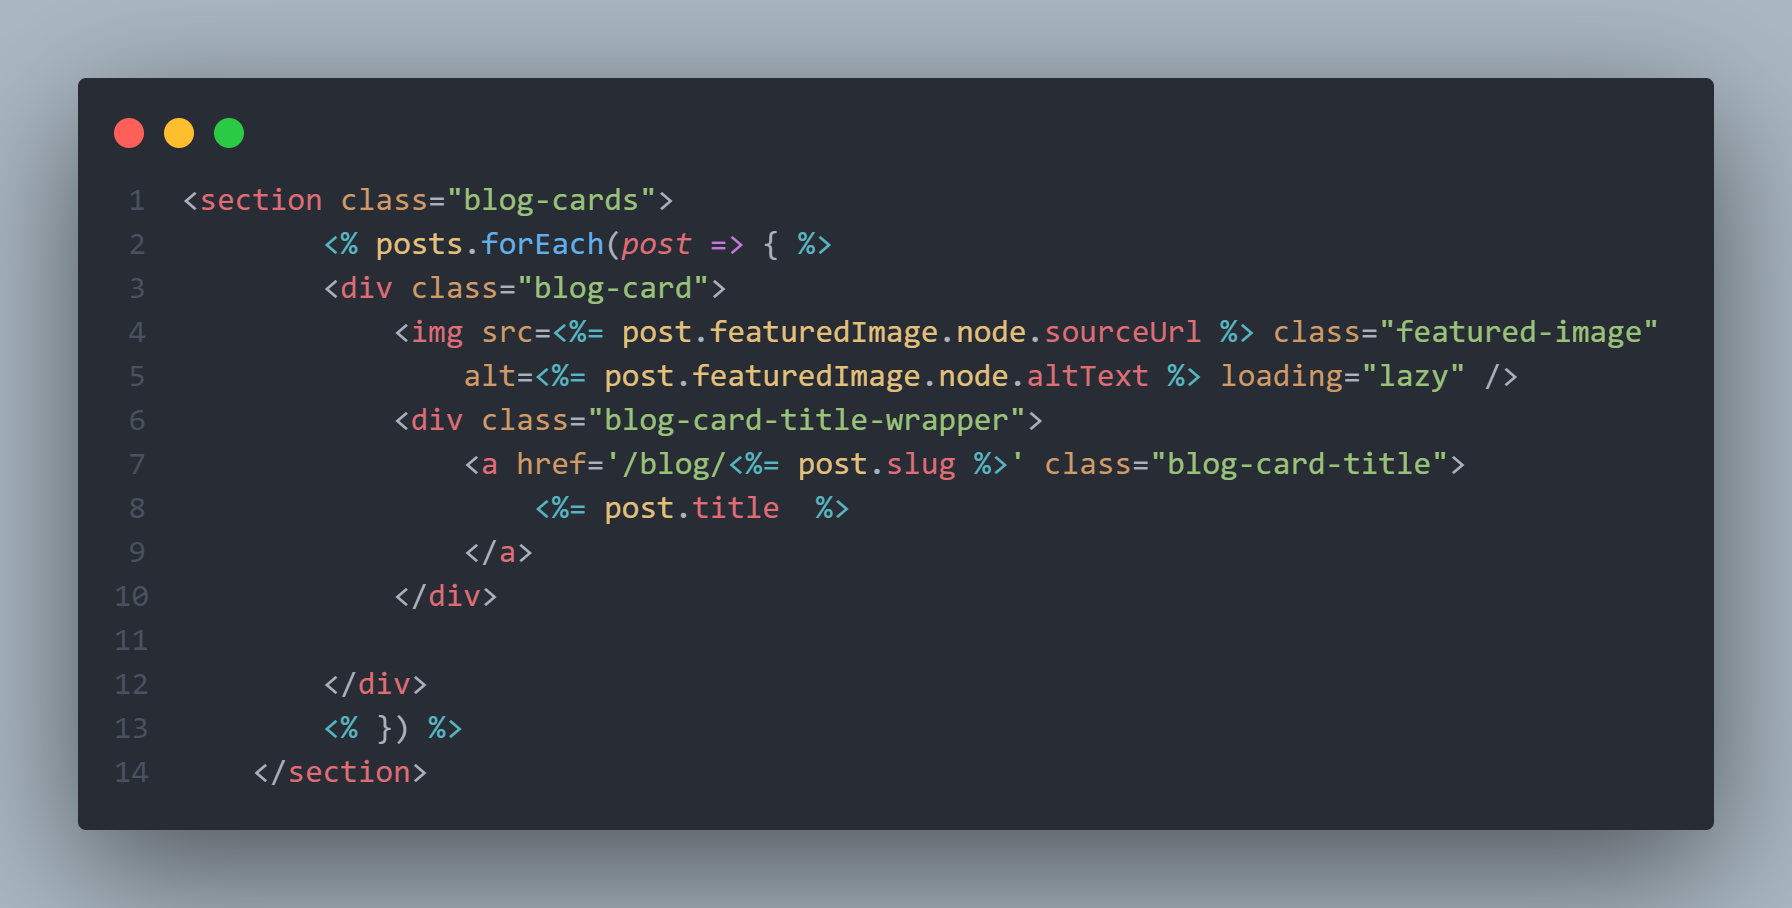 1 <section class="blog-cards">
2         <% posts.forEach(post => { %>
3         <div class="blog-card">
4             <img src=<%= post.featuredImage.node.sourceUrl %> class="featured-image"
5                 alt=<%= post.featuredImage.node.altText %> loading="lazy" />
6             <div class="blog-card-title-wrapper">
7                 <a href='/blog/<%= post.slug %>' class="blog-card-title">
8                     <%= post.title  %>
9                 </a>
10             </div>
11
12         </div>
13         <% }) %>
14     </section>